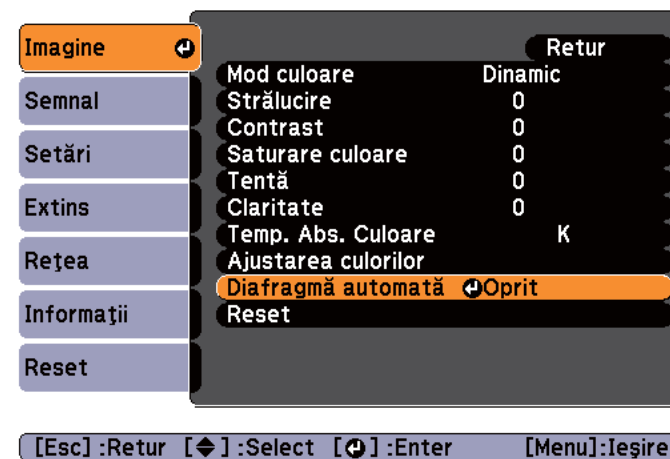 Imagine
Semnal
Setări
Extins
Reţea
Informaţii
Reset
Retur
Mod culoare Dinamic
Strălucire 0
Contrast 0
Saturare culoare 0
Tentă 0
Claritate 0
Temp. Abs. Culoare K
Ajustarea culorilor
Diafragmă automată Oprit
Reset
[Esc] :Retur [◆] :Select [⏎] :Enter [Menu]:Ieşire